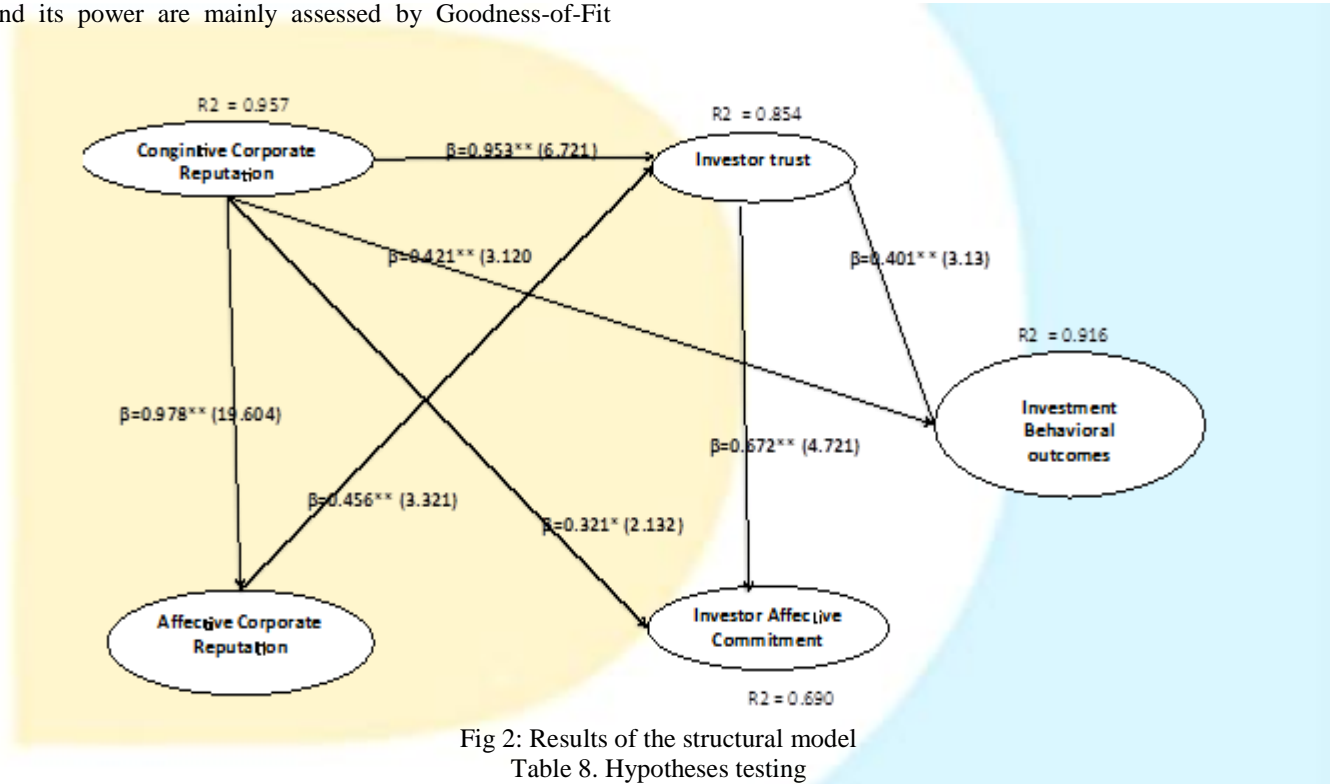 nd its power are mainly assessed by Goodness-of-Fit
R2 = 0.957
R2 = 0.854
Congintive Corporate
Reputation
β=0.953** (6.721)
Investor trust
β=0.421** (3.120
β=0.401** (3.13)
R2 = 0.916
β=0.978** (19.604)
Investment
Behavioral
outcomes
β=0.672** (4.721)
β=0.456** (3.321)
β=0.321* (2.132)
Affective Corporate
Reputation
Investor Affective
Commitment
R2 = 0.690
Fig 2: Results of the structural model
Table 8. Hypotheses testing